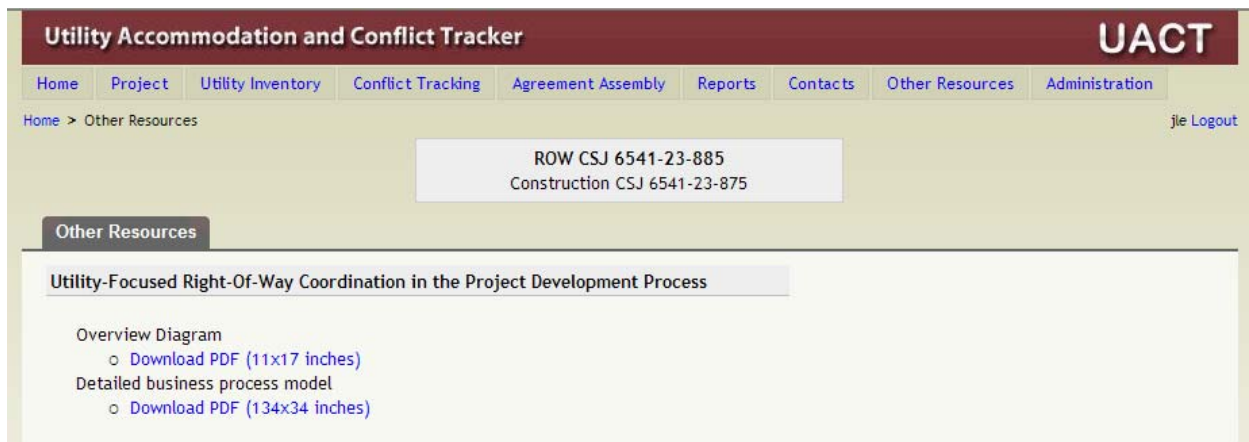 Utility Accommodation and Conflict Tracker UACT
Home Project Utility Inventory Conflict Tracking Agreement Assembly Reports Contacts Other Resources Administration
Home > Other Resources jle Logout
ROW CSJ 6541-23-885
Construction CSJ 6541-23-875
Other Resources
Utility-Focused Right-Of-Way Coordination in the Project Development Process
Overview Diagram
o Download PDF (11x17 inches)
Detailed business process model
o Download PDF (134x34 inches)